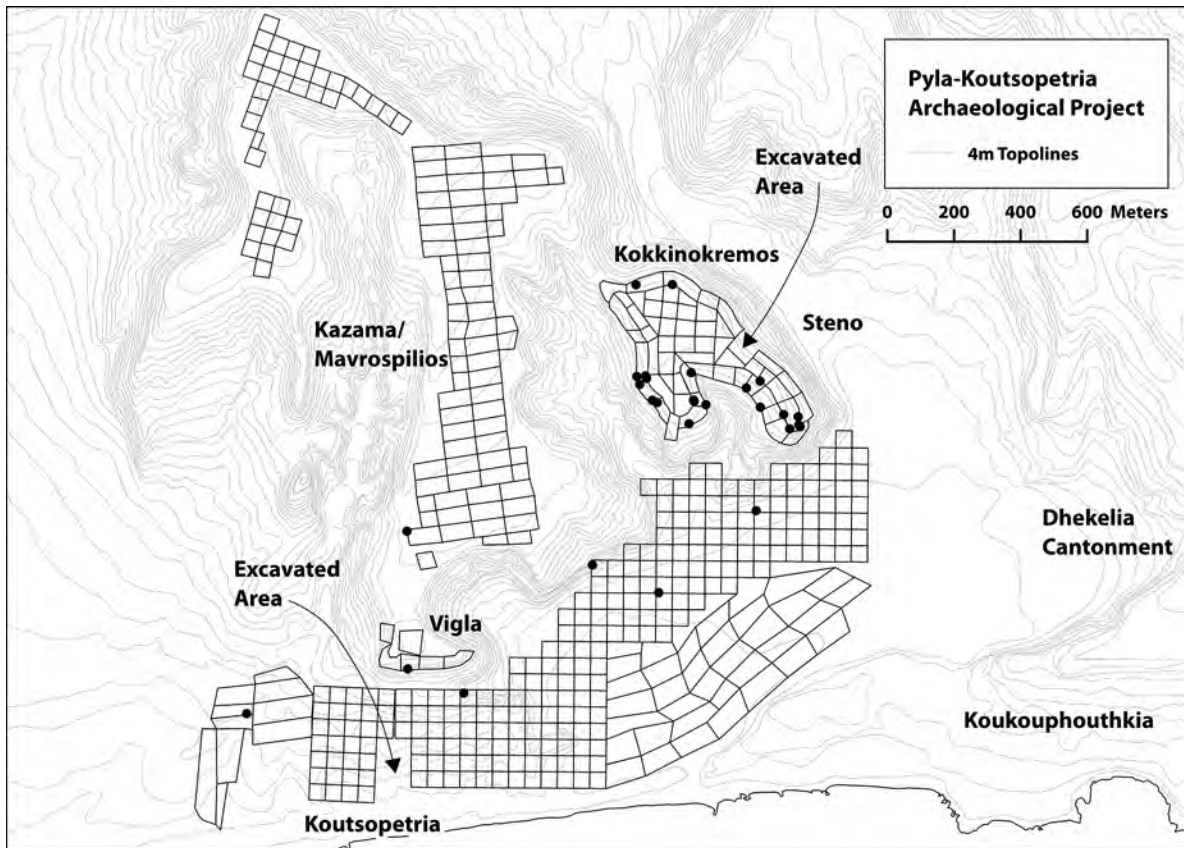 Pyla-Koutsopetria
Archaeological Project
4m Topolines
0 200 400 600 Meters
Excavated
Area
Kokkinokremos
Steno
Kazama/
Mavrospilios
Dhekelia
Cantonment
Excavated
Area
Vigla
Koukouphouthkia
Koutsopetria